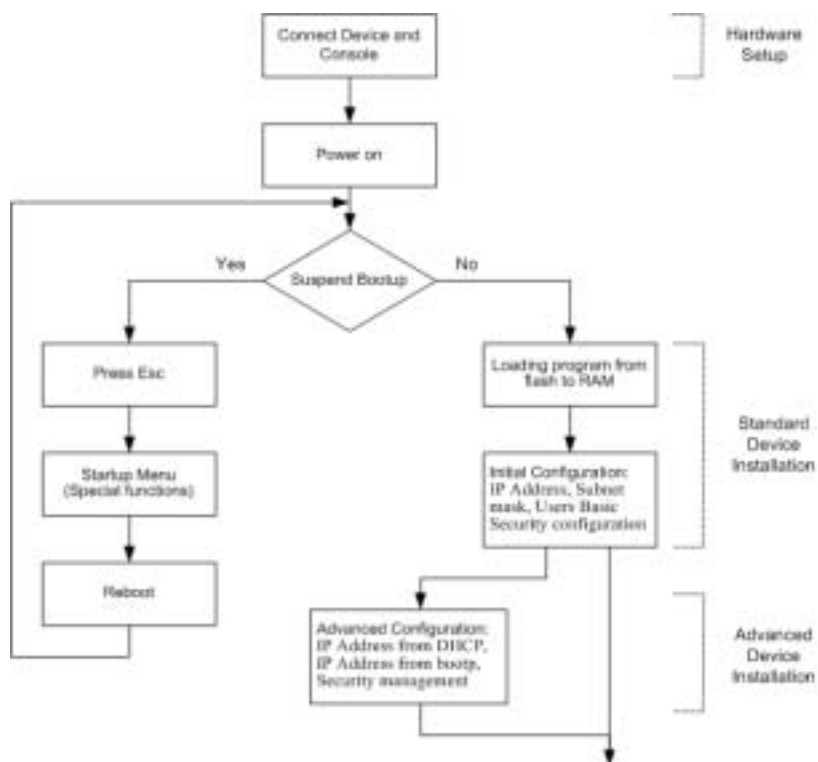 Connect Device and
Console
Hardware
Setup
Power on
Yes
Suspend Bootup
No
Press Esc
Loading program from
flash to RAM
Startup Menu
(Special functions)
Initial Configuration:
IP Address, Subnet
mask, Users Basic
Security configuration
Standard
Device
Installation
Reboot
Advanced Configuration:
IP Address from DHCP,
IP Address from bootp,
Security management
Advanced
Device
Installation